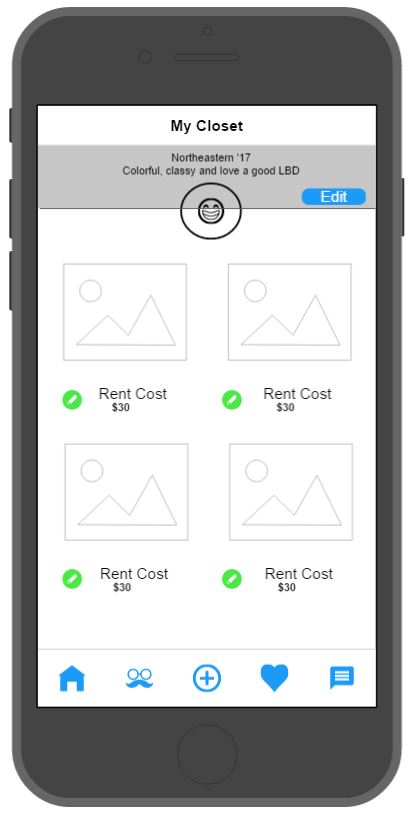 My Closet
Northeastern '17
Colorful, classy and love a good LBD
Edit
Rent Cost
$30
Rent Cost
$30
Rent Cost
$30
Rent Cost
$30